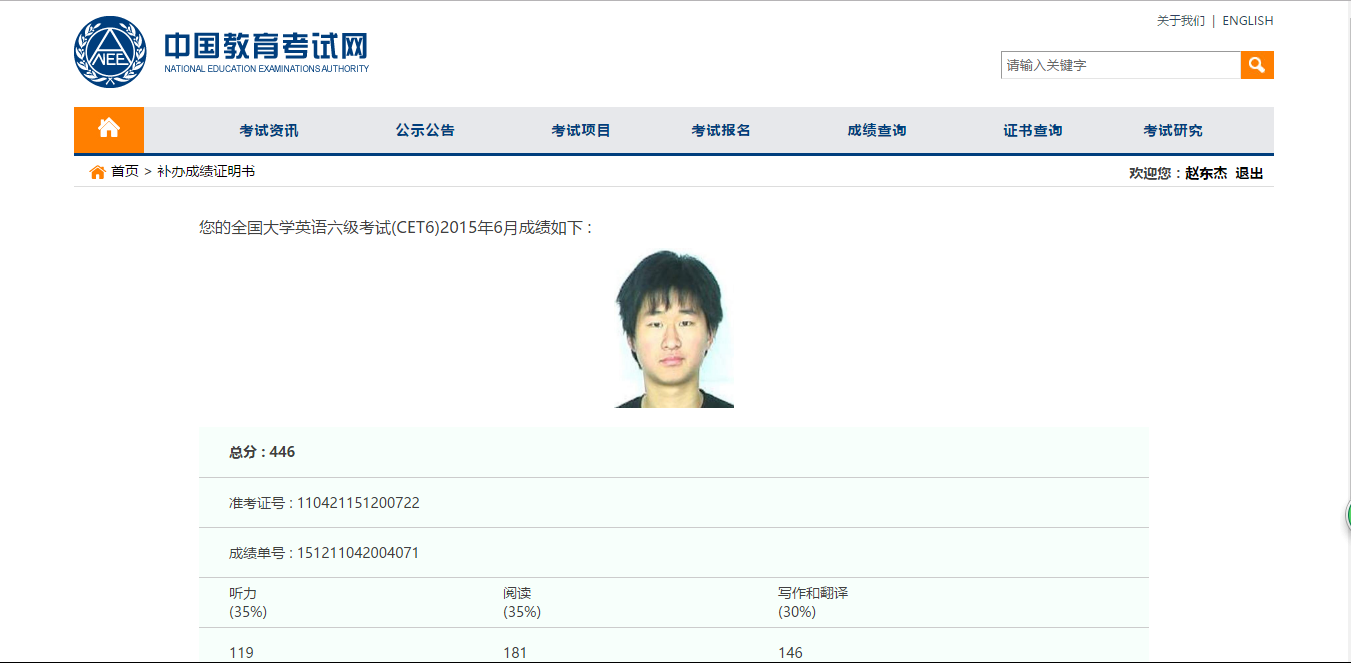 关于我们 | ENGLISH
NEE
中国教育考试网
NATIONAL EDUCATION EXAMINATIONS AUTHORITY
请输入关键字
考试资讯 公示公告 考试项目 考试报名 成绩查询 证书查询 考试研究
首页 > 补办成绩证明书
欢迎您：赵东杰 退出
您的全国大学英语六级考试(CET6)2015年6月成绩如下：
总分：446
准考证号：110421151200722
成绩单号：151211042004071
听力 阅读 写作和翻译
(35%) (35%) (30%)
119 181 146